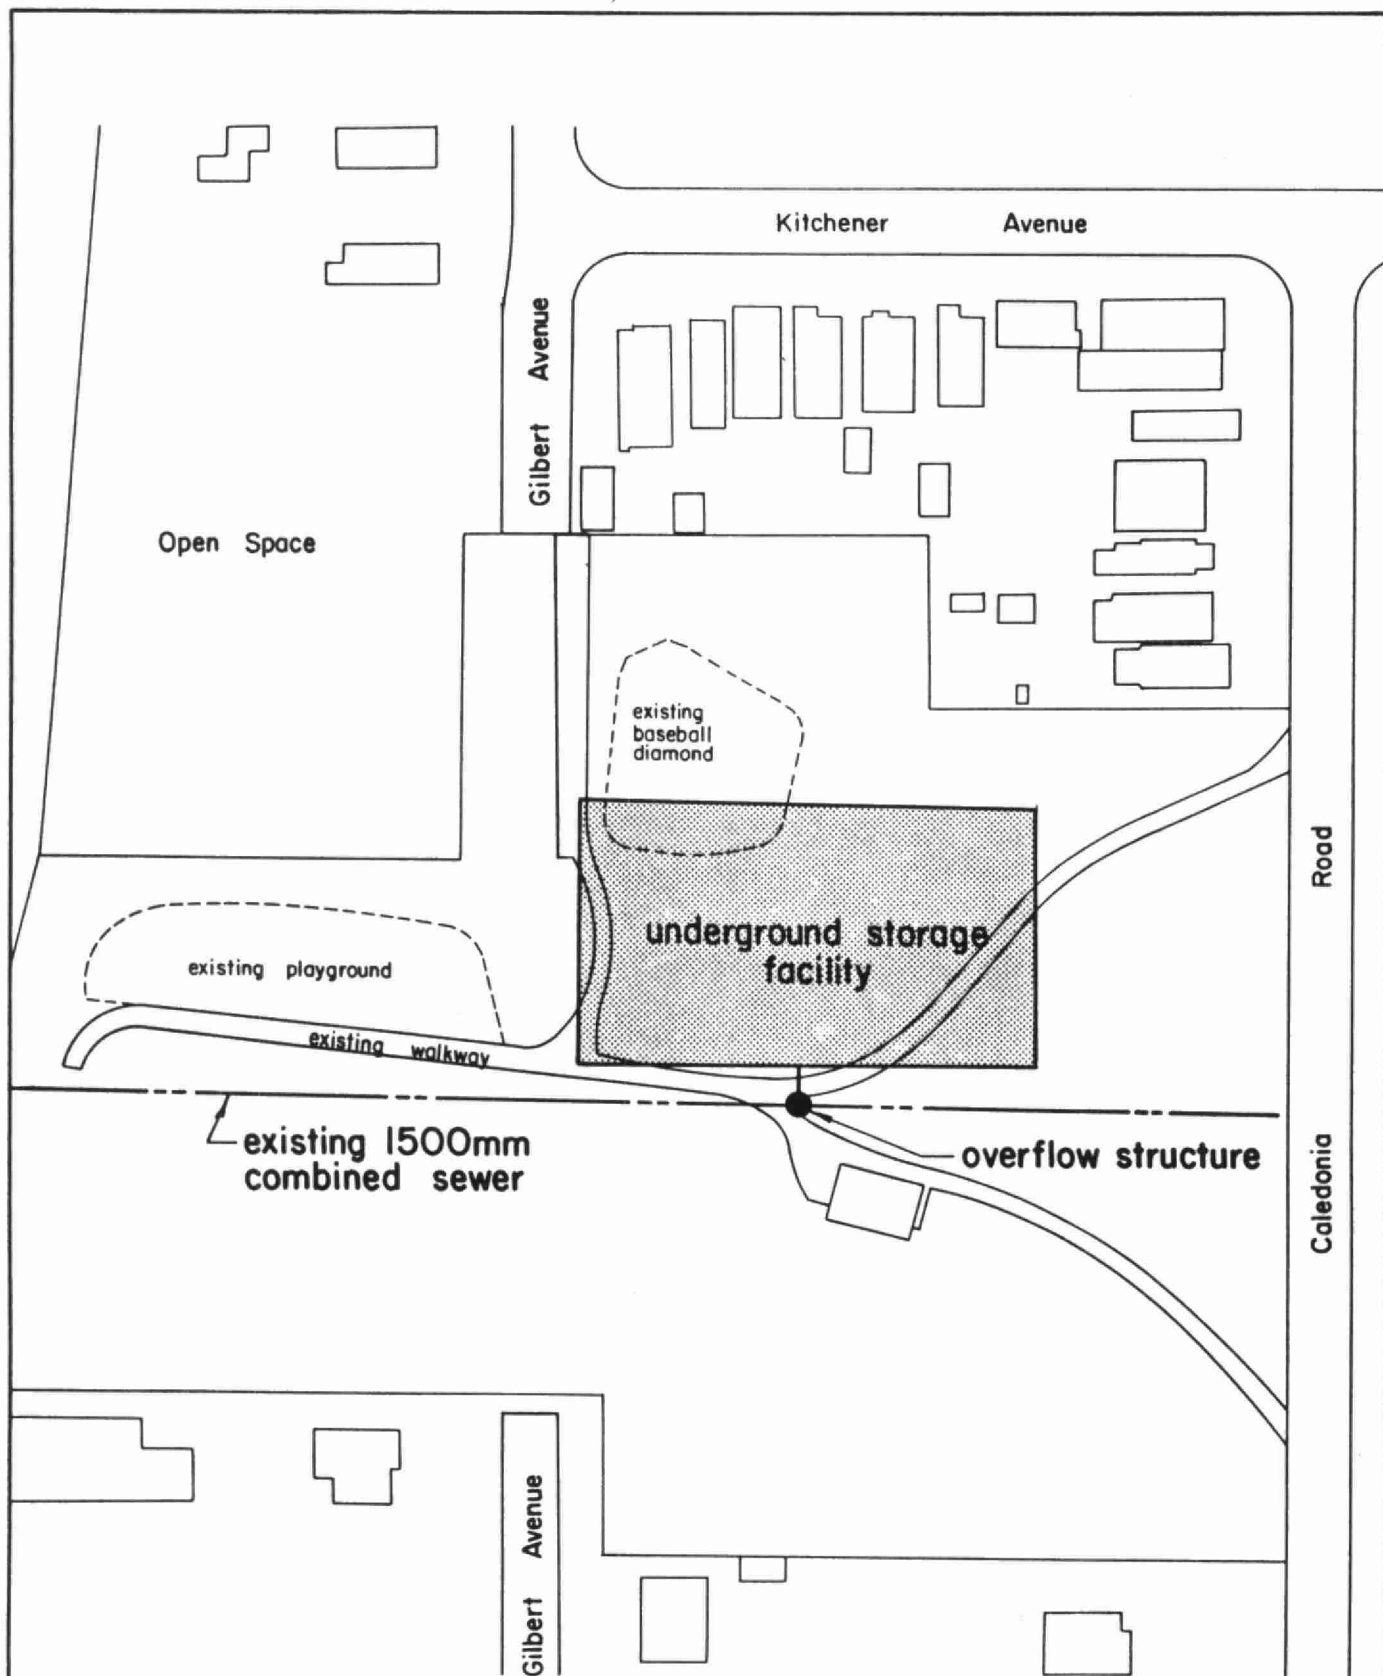 Kitchener Avenue
Gilbert Avenue
Open Space
existing
baseball
diamond
Road
underground storage
facility
existing playground
existing walkway
existing 1500mm
combined sewer
overflow structure
Caledonia
Gilbert Avenue